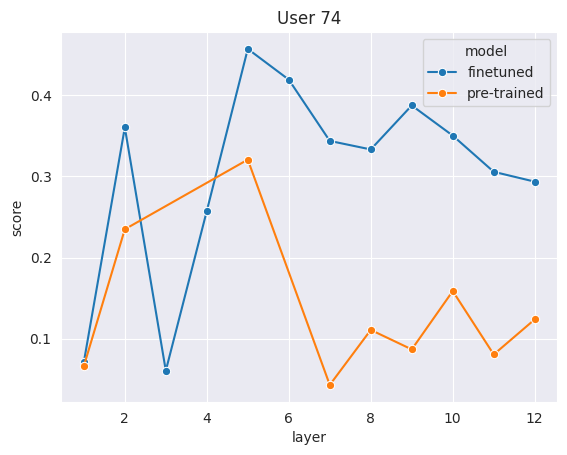 User 74
model
finetuned
pre-trained
0.4
0.3
0.2
0.1
score
2 4 6 8 10 12
layer